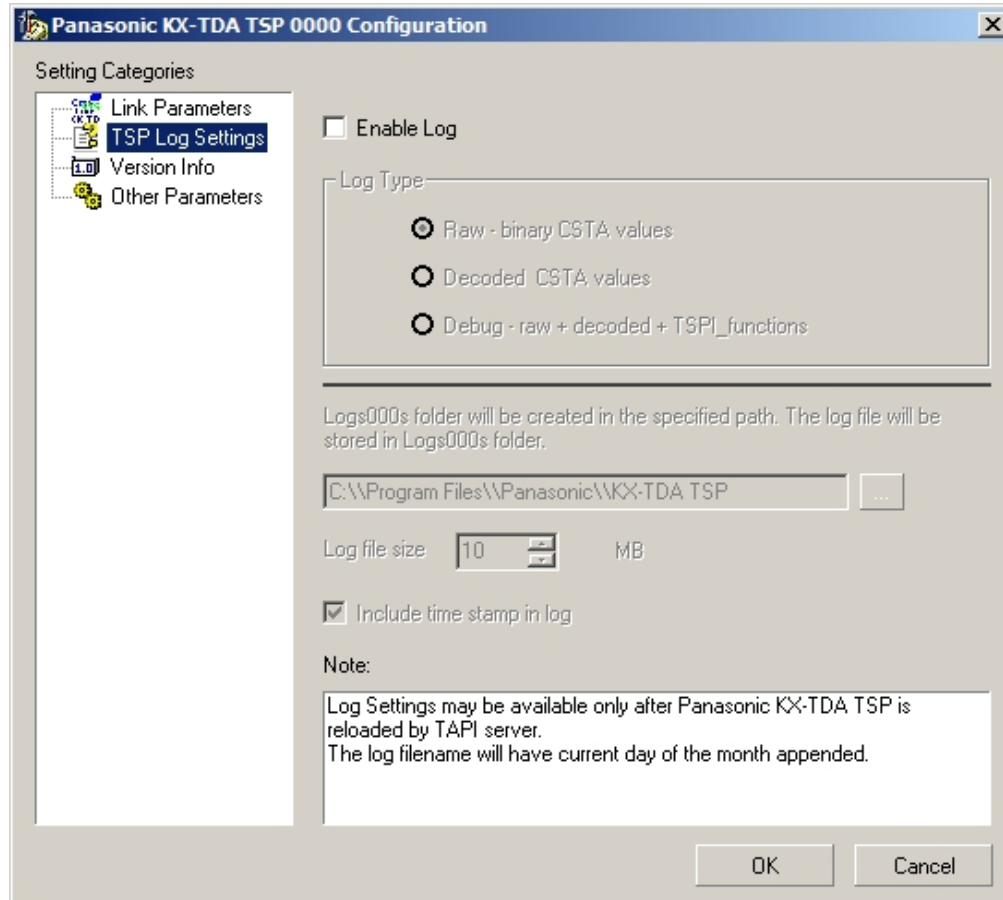 Panasonic KX-TDA TSP 0000 Configuration
Setting Categories
Link Parameters
TSP Log Settings
1.0
Version Info
Other Parameters
Enable Log
Log Type
Raw - binary CSTA values
Decoded CSTA values
Debug - raw + decoded + TSPI_functions
Logs000s folder will be created in the specified path. The log file will be
stored in Logs000s folder.
C:\\Program Files\\Panasonic\\KX-TDA TSP
...
Log file size 10 MB
Include time stamp in log
Note:
Log Settings may be available only after Panasonic KX-TDA TSP is
reloaded by TAPI server.
The log filename will have current day of the month appended.
OK Cancel